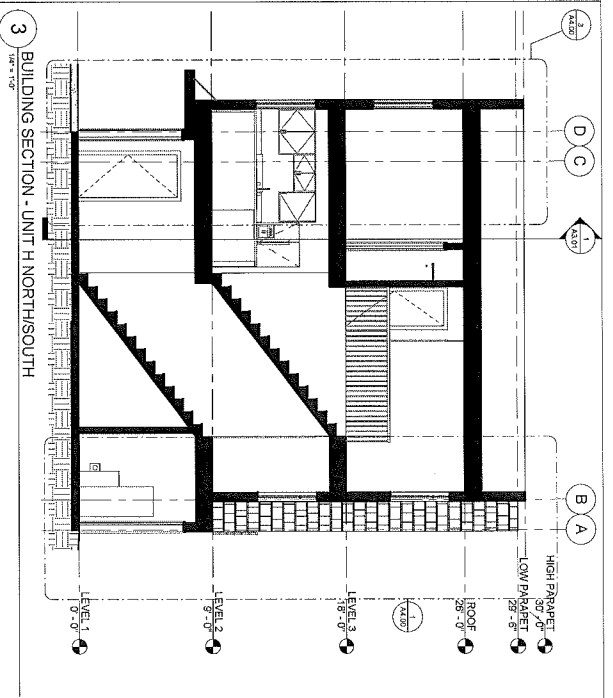 3
A4.00
D
C
1
A3.01
B
A
HIGH PARAPET
30' - 0"
LOW PARAPET
29' - 6"
ROOF
26' - 0"
1
A4.00
LEVEL 3
18' - 0"
LEVEL 2
9' - 0"
LEVEL 1
0' - 0"
3
BUILDING SECTION - UNIT H NORTH/SOUTH
1/4" = 1'-0"